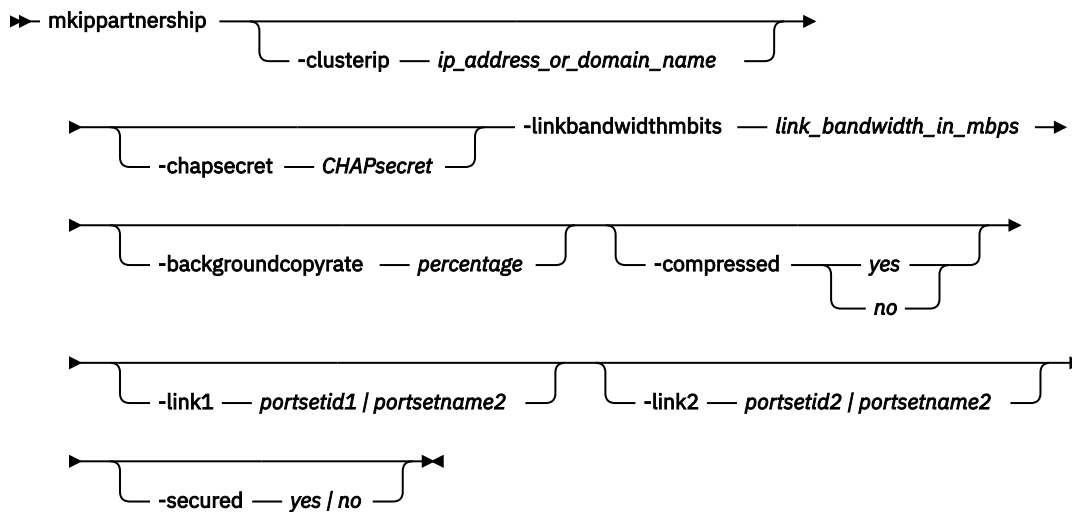 mkippartnership
-clusterip ip_address_or_domain_name
-linkbandwidthmbits link_bandwidth_in_mbps
-chapsecret CHAPsecret
-backgroundcopyrate percentage -compressed yes
no
-link1 portsetid1 | portsetname2 -link2 portsetid2 | portsetname2
-secured yes | no